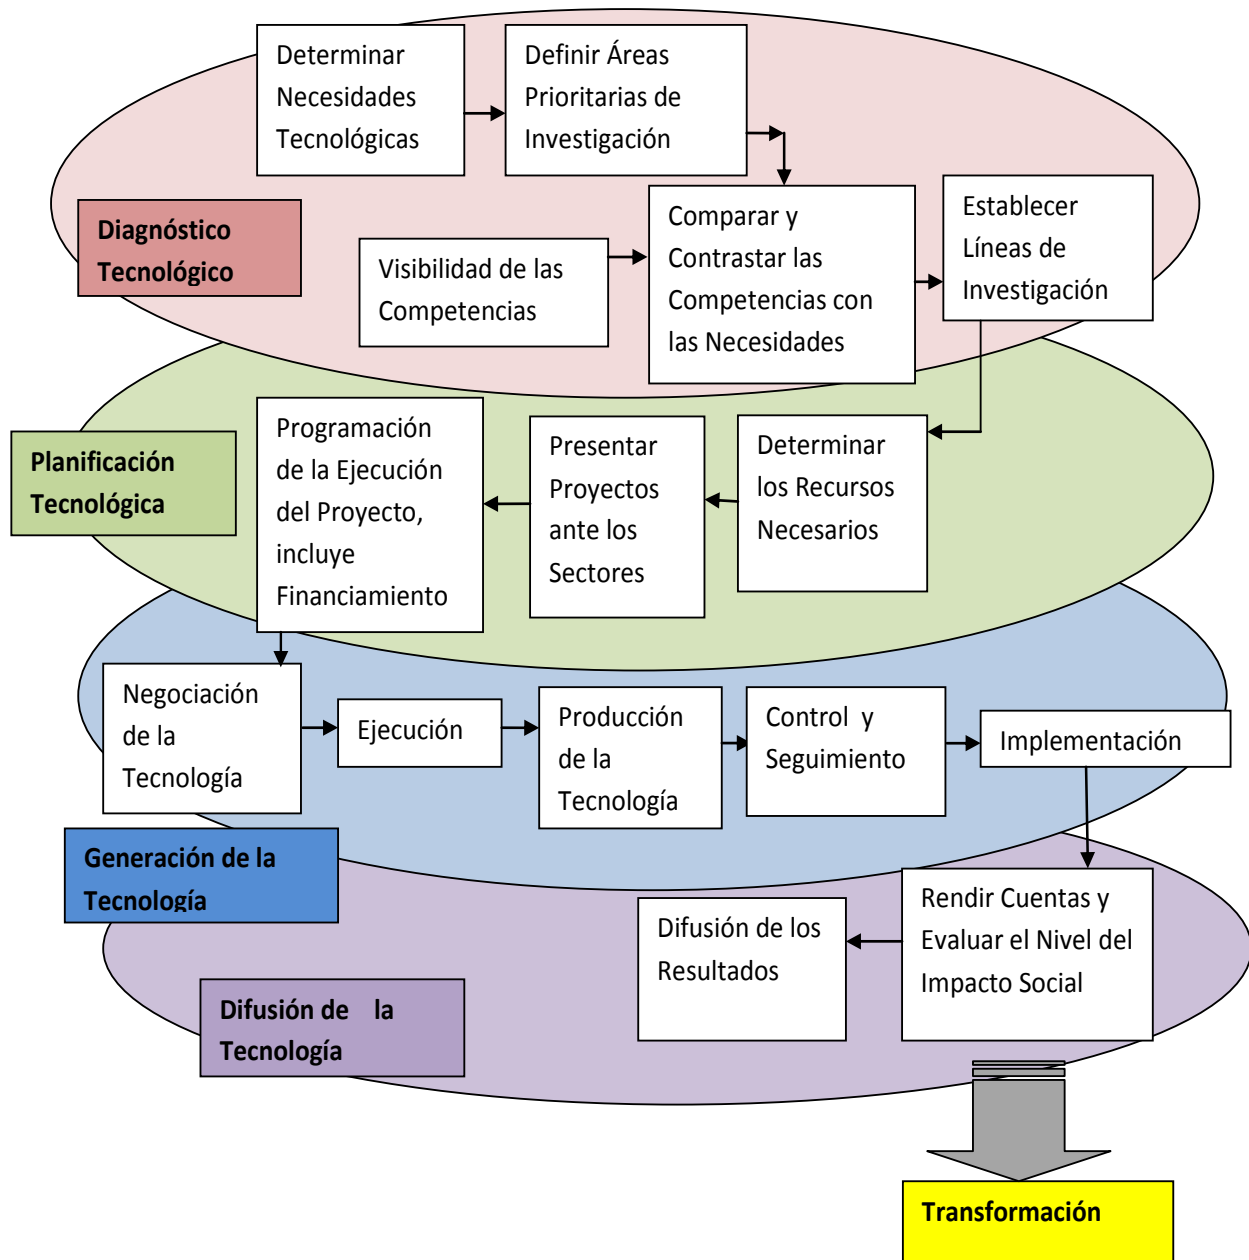 Determinar
Necesidades
Tecnológicas
Definir Áreas
Prioritarias de
Investigación
Diagnóstico
Tecnológico
Visibilidad de las
Competencias
Comparar y
Contrastar las
Competencias con
las Necesidades
Establecer
Líneas de
Investigación
Planificación
Tecnológica
Programación
de la Ejecución
del Proyecto,
incluye
Financiamiento
Presentar
Proyectos
ante los
Sectores
Determinar
los Recursos
Necesarios
Negociación
de la
Tecnología
Ejecución
Producción
de la
Tecnología
Control y
Seguimiento
Implementación
Generación de la
Tecnología
Difusión de los
Resultados
Rendir Cuentas y
Evaluar el Nivel del
Impacto Social
Difusión de la
Tecnología
Transformación